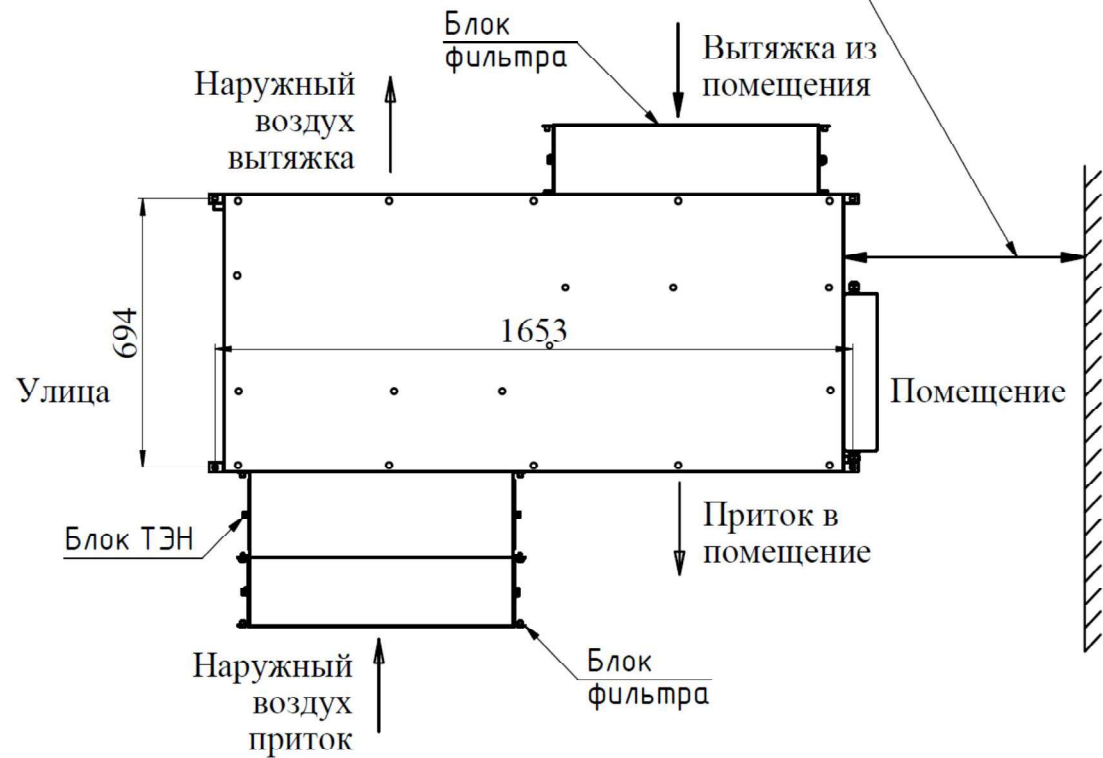 Блок
фильтра
Вытяжка из
помещения
Наружный
воздух
вытяжка
694
1653
Улица
Помещение
Блок ТЭН
Приток в
помещение
Наружный
воздух
приток
Блок
фильтра